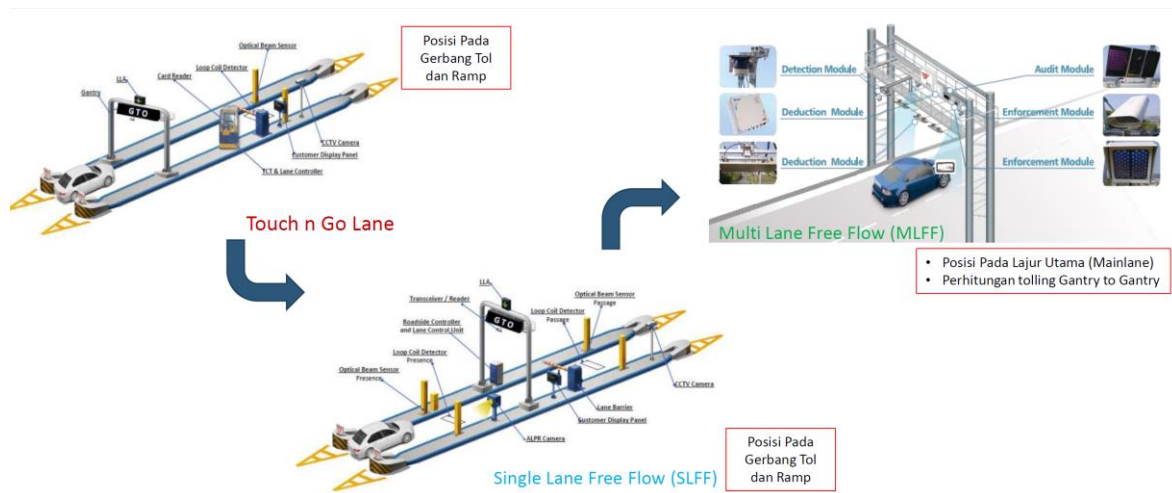 Optical Beam Sensor
Loop Coil Detector
Card Reader
LLA
Gantry
GTO
CCTV Camera
Customer Display Panel
TCT & Lane Controller
Posisi Pada
Gerbang Tol
dan Ramp
Touch n Go Lane
Detection Module
Deduction Module
Deduction Module
Audit Module
Enforcement Module
Enforcement Module
Multi Lane Free Flow (MLFF)
• Posisi Pada Lajur Utama (Mainlane)
• Perhitungan tolling Gantry to Gantry
LLA
Transceiver / Reader
Roadside Controller
and Lane Control Unit
Loop Coil Detector
Presence
Optical Beam Sensor
Presence
GTO
Optical Beam Sensor
Passage
Loop Coil Detector
Passage
CCTV Camera
Lane Barrier
Customer Display Panel
ALPR Camera
Single Lane Free Flow (SLFF)
Posisi Pada
Gerbang Tol
dan Ramp